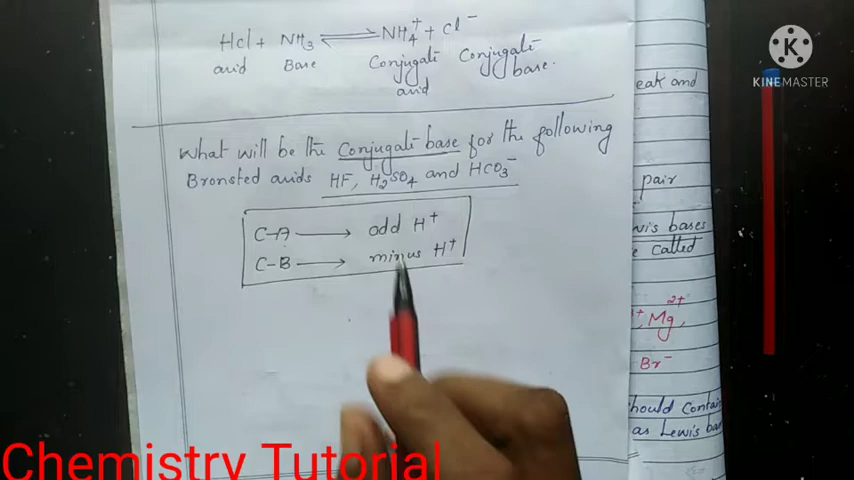 HCl + NH₃ ⇌ NH₄⁺ + Cl⁻
acid Base Conjugate acid Conjugate base.
What will be the Conjugate base for the following
Bronsted acids HF, H₂SO₄ and HCO₃⁻
C-A → add H⁺
C-B → minus H⁺
eak and
pair
wis bases
e called
⁺, Mg²⁺,
Br⁻
hould contain
as Lewis bas
KINEMASTER
Chemistry Tutorial